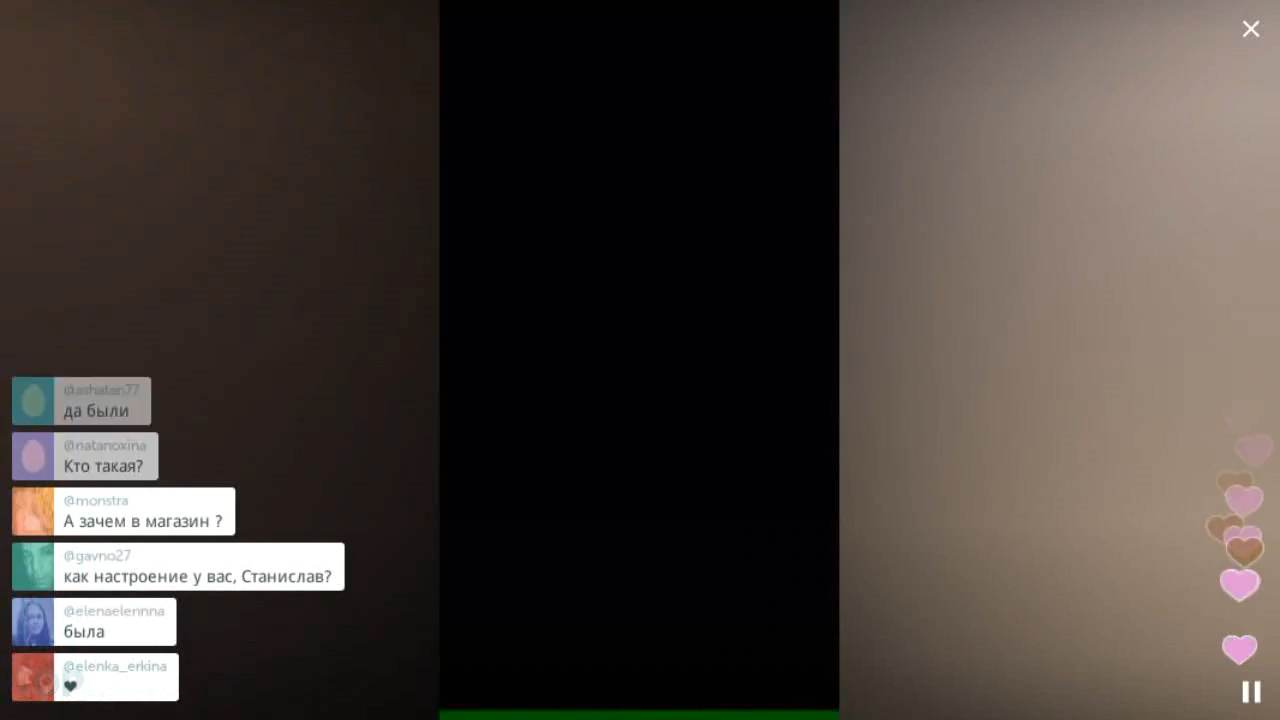 @ashatan77
да были
@natanoxina
Кто такая?
@monstra
А зачем в магазин ?
@gavno27
как настроение у вас, Станислав?
@elenaelennna
была
@elenka_erkina
♥